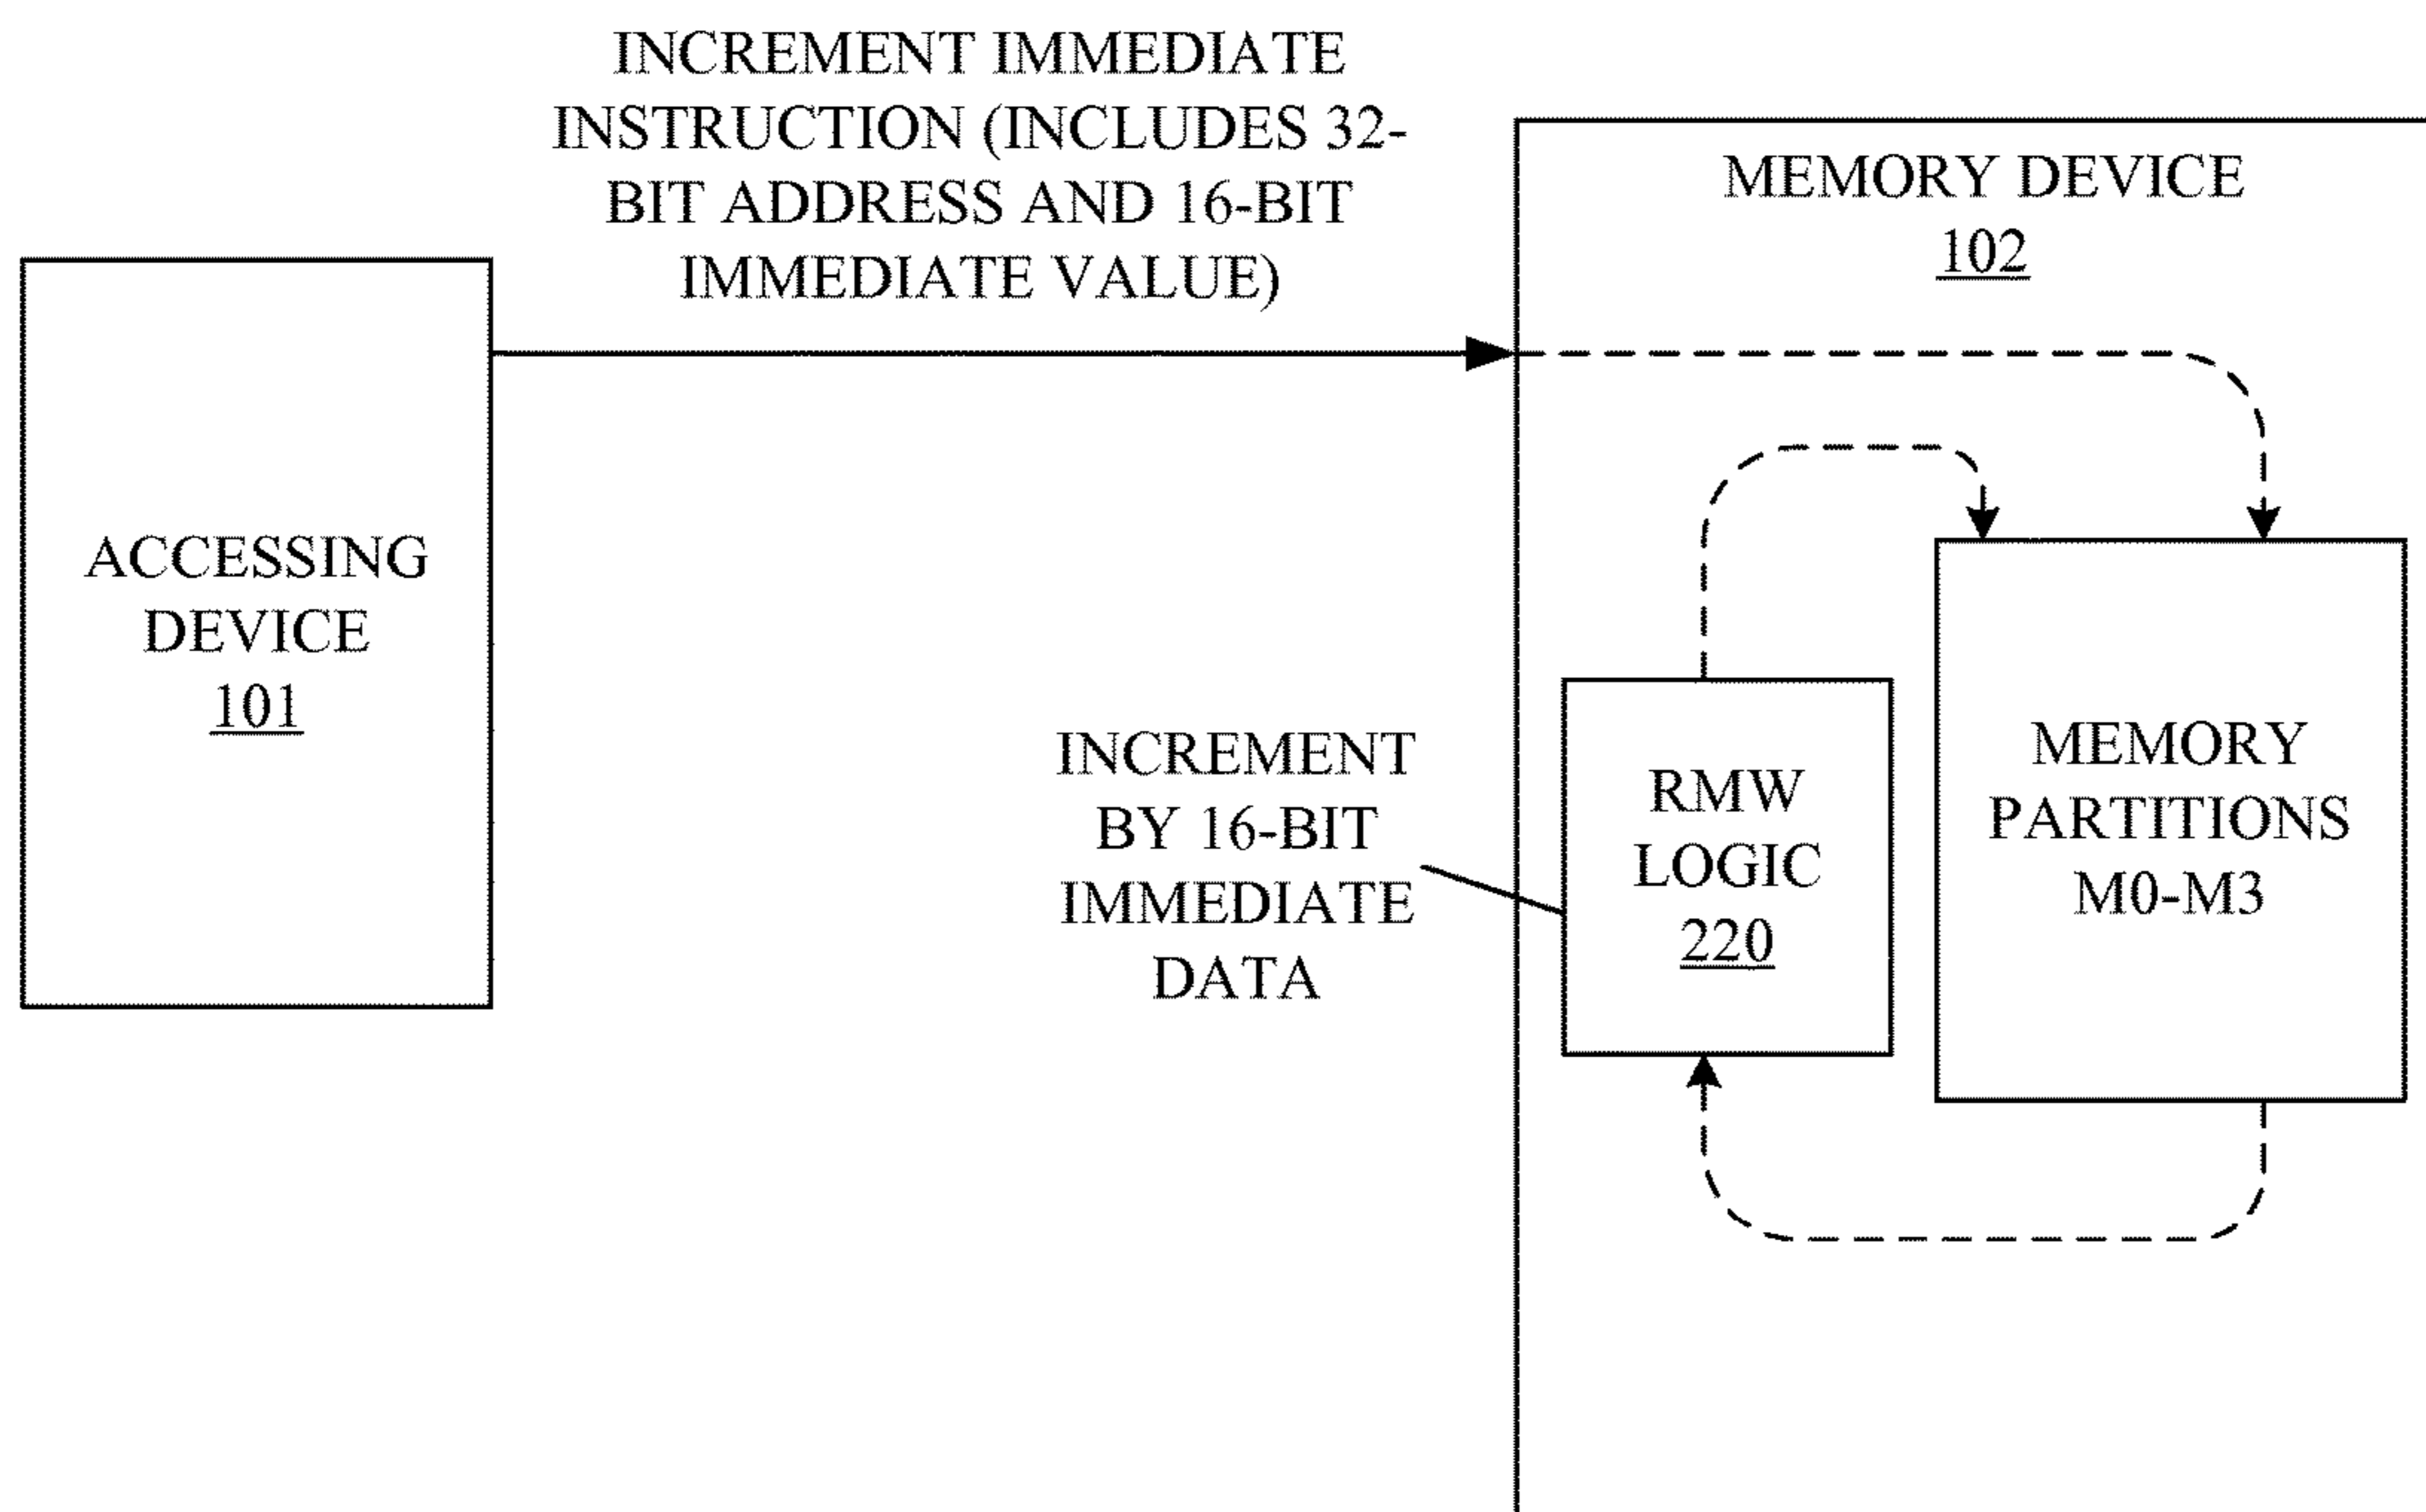 INCREMENT IMMEDIATE
INSTRUCTION (INCLUDES 32-
BIT ADDRESS AND 16-BIT
IMMEDIATE VALUE)
MEMORY DEVICE
102
ACCESSING
DEVICE
101
INCREMENT
BY 16-BIT
IMMEDIATE
DATA
RMW
LOGIC
220
MEMORY
PARTITIONS
M0-M3